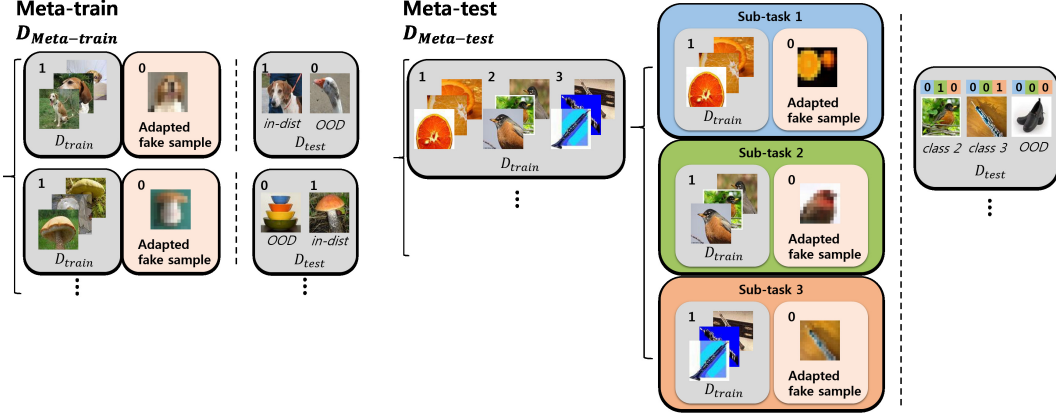 Meta-train
D_Meta−train
1
0
Adapted
fake sample
D_train
1
0
in-dist
OOD
D_test
1
0
Adapted
fake sample
D_train
0
1
OOD
in-dist
D_test
Meta-test
D_Meta−test
1
2
3
D_train
Sub-task 1
1
0
Adapted
fake sample
D_train
Sub-task 2
1
0
Adapted
fake sample
D_train
Sub-task 3
1
0
Adapted
fake sample
D_train
0 1 0
0 0 1
0 0 0
class 2
class 3
OOD
D_test